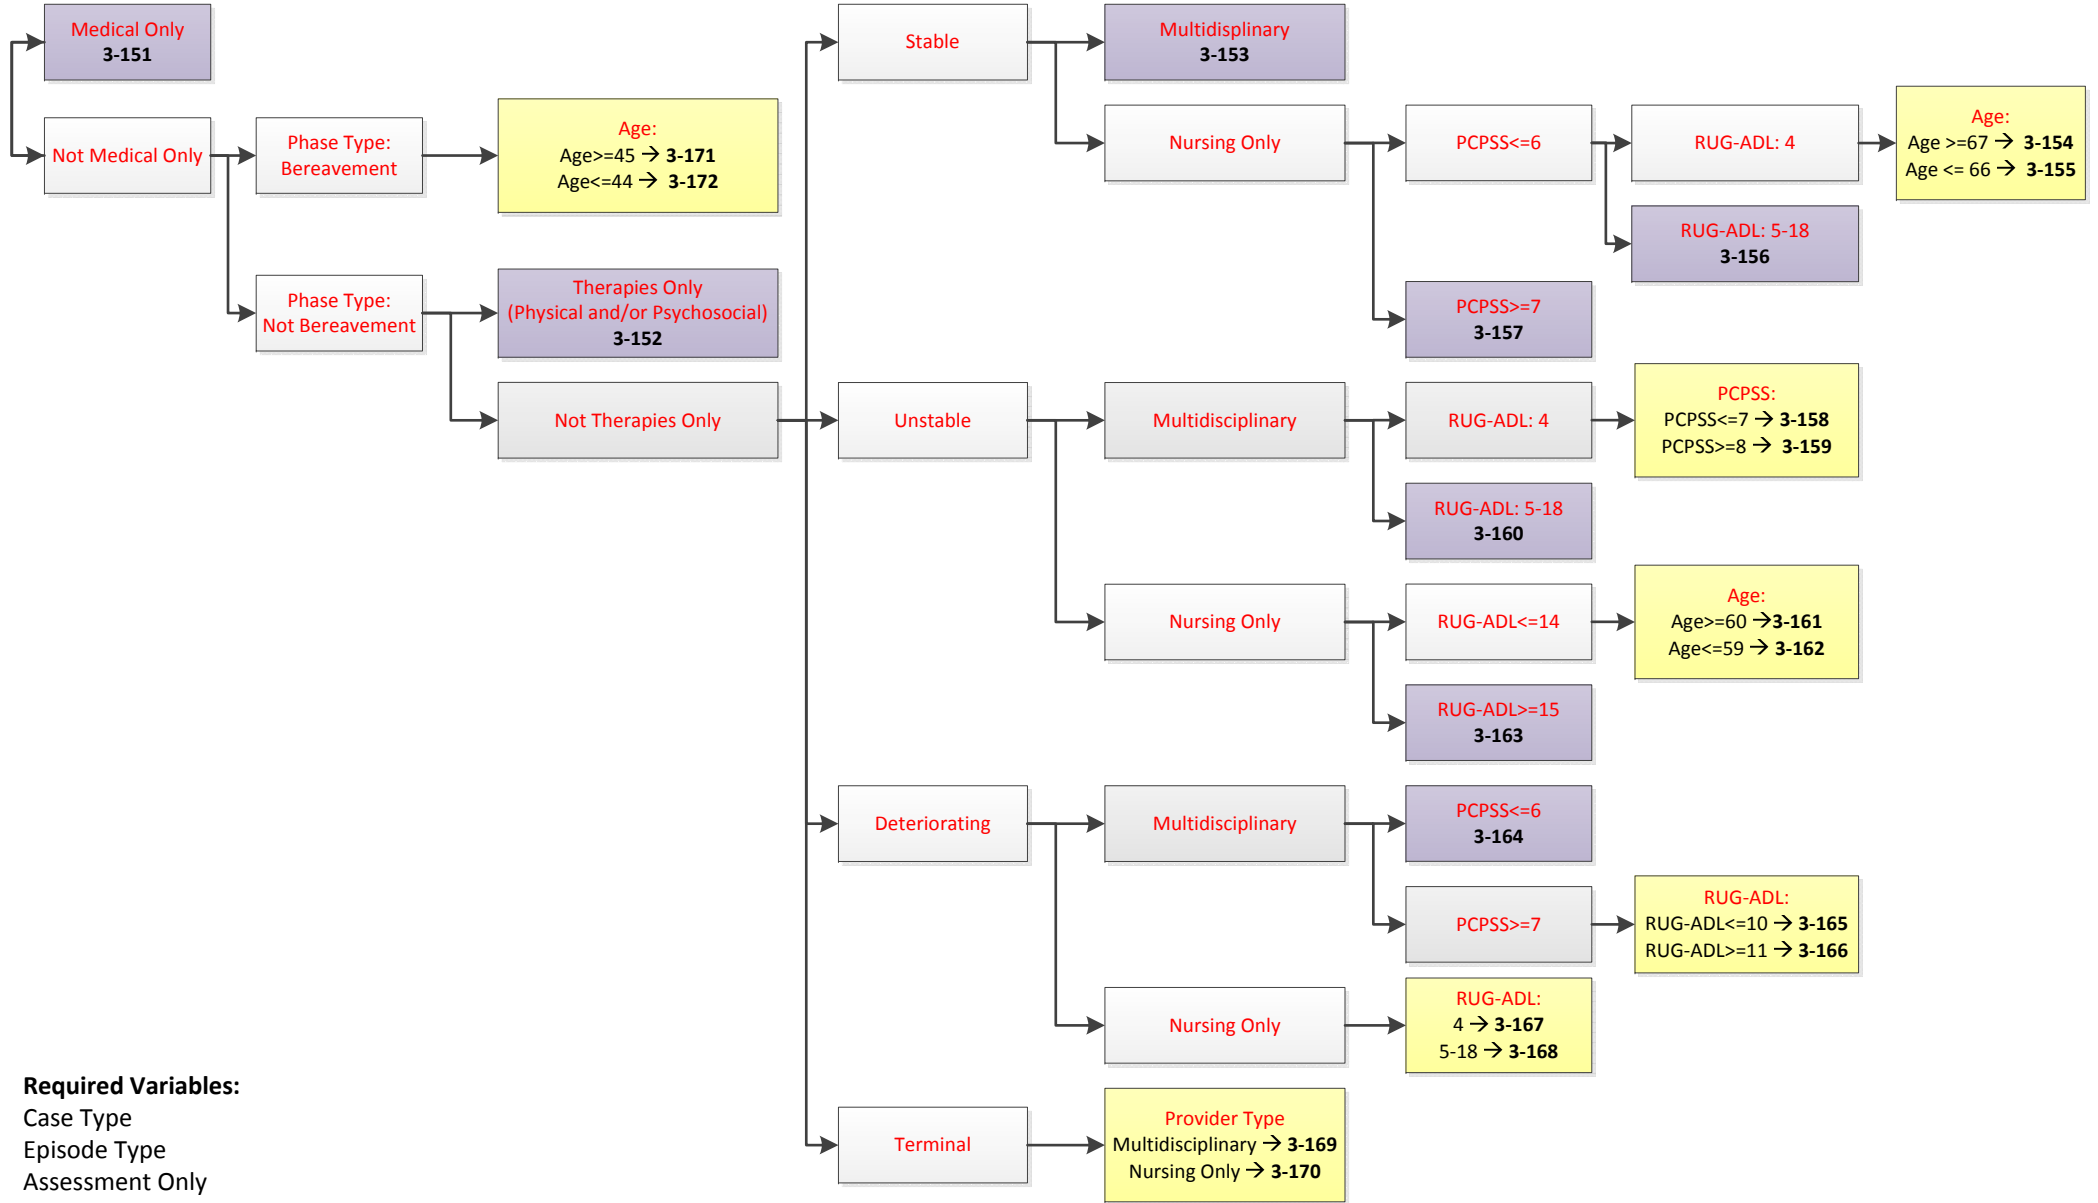 Medical Only
3-151
Not Medical Only
Phase Type:
Bereavement
Age:
Age>=45 → 3-171
Age<=44 → 3-172
Phase Type:
Not Bereavement
Therapies Only
(Physical and/or Psychosocial)
3-152
Not Therapies Only
Stable
Multidisplinary
3-153
Nursing Only
PCPSS<=6
RUG-ADL: 4
Age:
Age >=67 → 3-154
Age <= 66 → 3-155
RUG-ADL: 5-18
3-156
PCPSS>=7
3-157
Unstable
Multidisciplinary
RUG-ADL: 4
PCPSS:
PCPSS<=7 → 3-158
PCPSS>=8 → 3-159
RUG-ADL: 5-18
3-160
Nursing Only
RUG-ADL<=14
Age:
Age>=60 →3-161
Age<=59 → 3-162
RUG-ADL>=15
3-163
Deteriorating
Multidisciplinary
PCPSS<=6
3-164
PCPSS>=7
RUG-ADL:
RUG-ADL<=10 → 3-165
RUG-ADL>=11 → 3-166
Nursing Only
RUG-ADL:
4 → 3-167
5-18 → 3-168
Terminal
Provider Type
Multidisciplinary → 3-169
Nursing Only → 3-170
Required Variables:
Case Type
Episode Type
Assessment Only